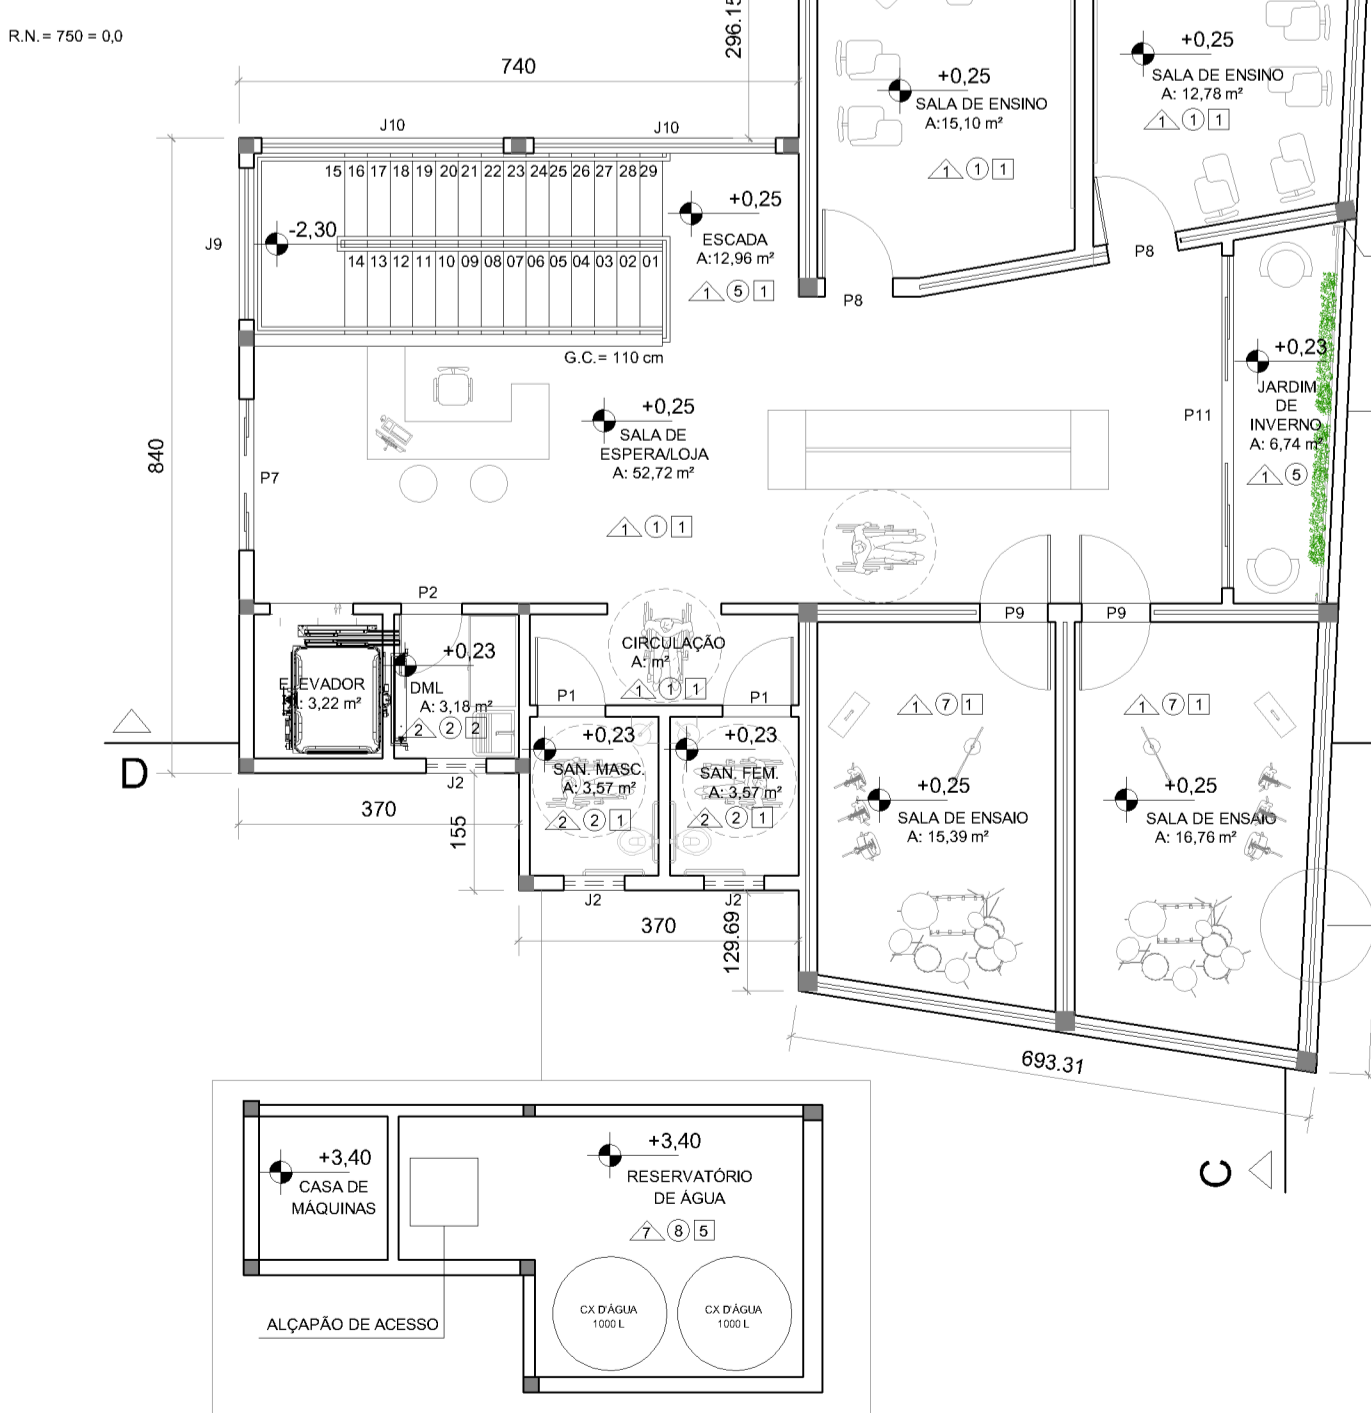 R.N.= 750 = 0,0
296.15
740
+0,25
SALA DE ENSINO
A:15,10 m²
1 1 1
+0,25
SALA DE ENSINO
A: 12,78 m²
1 1 1
J10
J10
15 16 17 18 19 20 21 22 23 24 25 26 27 28 29
J9
-2,30
14 13 12 11 10 09 08 07 06 05 04 03 02 01
+0,25
ESCADA
A:12,96 m²
1 5 1
P8
P8
G.C.= 110 cm
840
P7
+0,25
SALA DE
ESPERA/LOJA
A: 52,72 m²
1 1 1
P11
+0,23
JARDIM
DE
INVERNO
A: 6,74 m²
1 5
P2
P9
P9
ELEVADOR
A: 3,22 m²
+0,23
DML
A: 3,18 m²
2 2 2
CIRCULAÇÃO
A: m²
1 1 1
P1
P1
+0,23
SAN. MASC.
A: 3,57 m²
2 2 1
+0,23
SAN. FEM.
A: 3,57 m²
2 2 1
1 7 1
+0,25
SALA DE ENSAIO
A: 15,39 m²
1 7 1
+0,25
SALA DE ENSAIO
A: 16,76 m²
D
J2
370
155
J2
J2
370
129.69
693.31
C
+3,40
CASA DE
MÁQUINAS
+3,40
RESERVATÓRIO
DE ÁGUA
7 8 5
ALÇAPÃO DE ACESSO
CX D'ÁGUA
1000 L
CX D'ÁGUA
1000 L